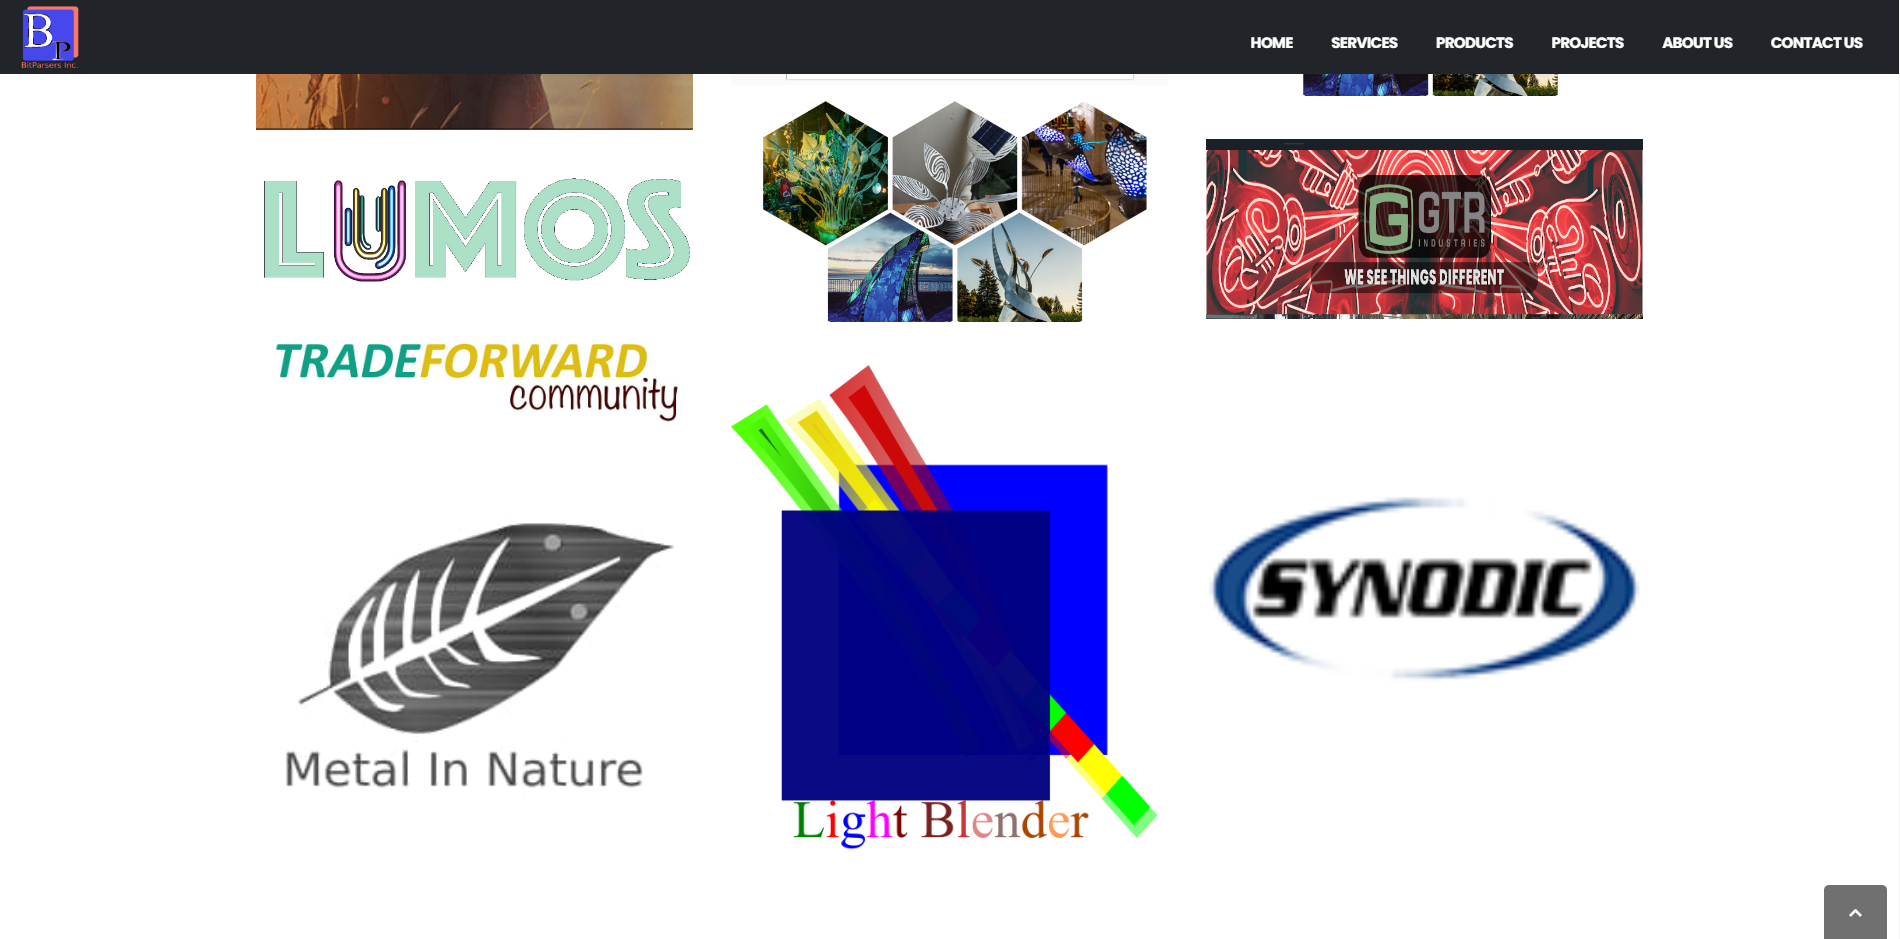 B
P
BitParsers Inc.
HOME SERVICES PRODUCTS PROJECTS ABOUT US CONTACT US
LUMOS
G GTR
INDUSTRIES
WE SEE THINGS DIFFERENT
TRADEFORWARD
community
SYNODIC
Metal In Nature
Light Blender